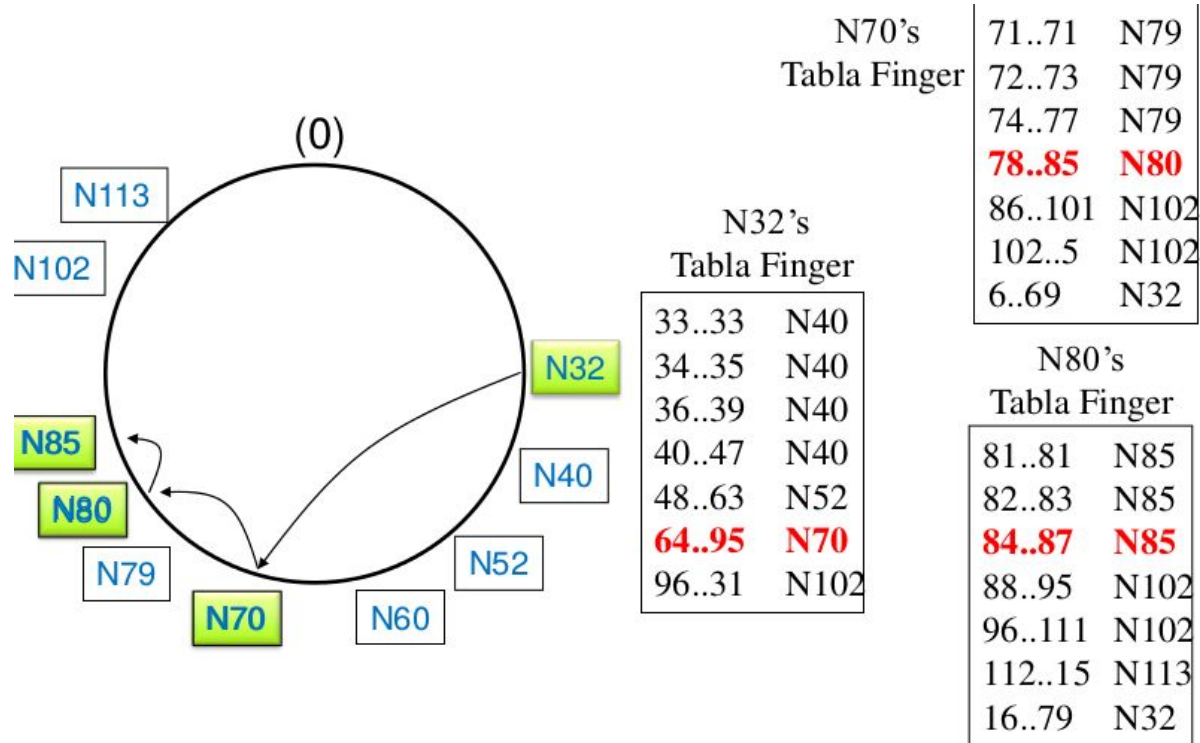 (0)
N113
N102
N32
N85
N40
N80
N52
N79
N70
N60
N32's
Tabla Finger
33..33 N40
34..35 N40
36..39 N40
40..47 N40
48..63 N52
64..95 N70
96..31 N102
N70's
Tabla Finger
71..71 N79
72..73 N79
74..77 N79
78..85 N80
86..101 N102
102..5 N102
6..69 N32
N80's
Tabla Finger
81..81 N85
82..83 N85
84..87 N85
88..95 N102
96..111 N102
112..15 N113
16..79 N32